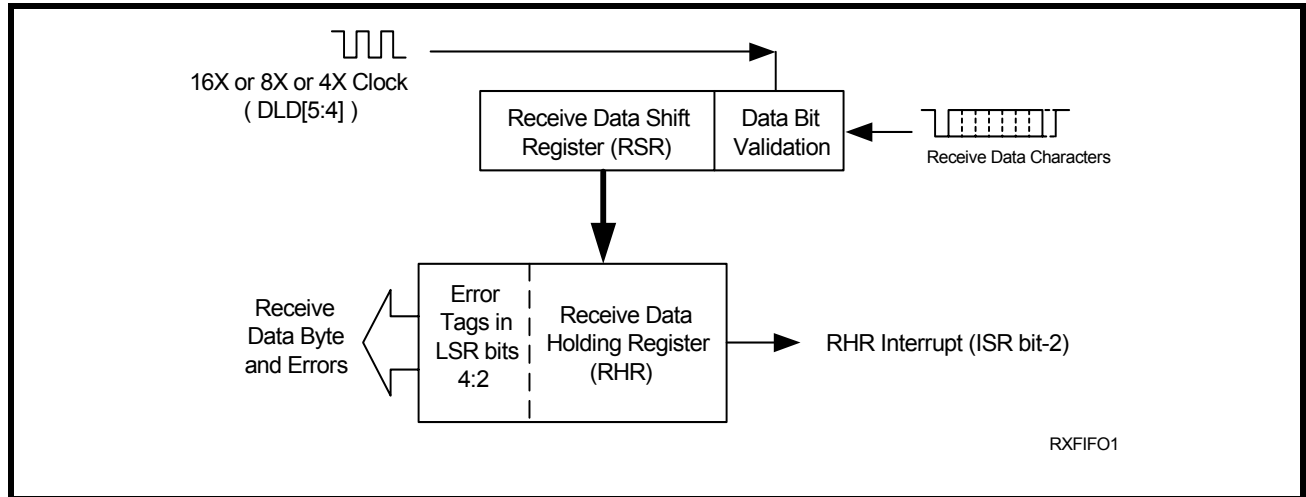 16X or 8X or 4X Clock
( DLD[5:4] )
Receive Data Shift
Register (RSR)
Data Bit
Validation
Receive Data Characters
Receive
Data Byte
and Errors
Error
Tags in
LSR bits
4:2
Receive Data
Holding Register
(RHR)
RHR Interrupt (ISR bit-2)
RXFIFO1